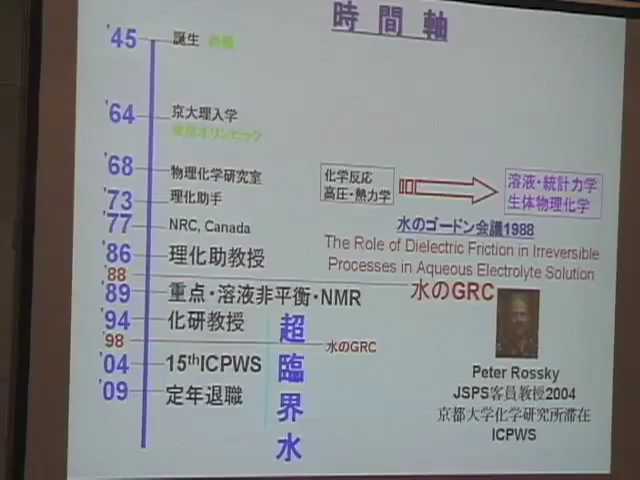 時間軸
'45 誕生 終戦
'64 京大理入学
東京オリンピック
'68 物理化学研究室
'73 理化助手
'77 NRC, Canada
'86 理化助教授
'88
'89 重点・溶液非平衡・NMR
'94 化研教授
'98
'04 15thICPWS
'09 定年退職
超臨界水
化学反応
高圧・熱力学
溶液・統計力学
生体物理化学
水のゴードン会議1988
The Role of Dielectric Friction in Irreversible
Processes in Aqueous Electrolyte Solution
水のGRC
水のGRC
Peter Rossky
JSPS客員教授2004
京都大学化学研究所滞在
ICPWS